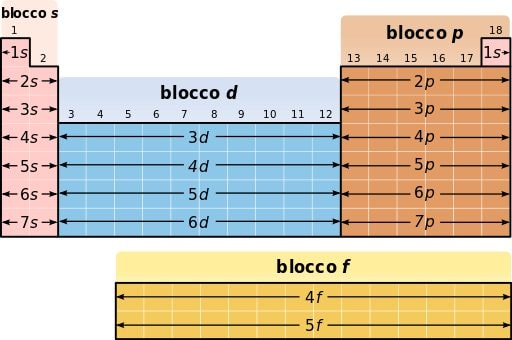 blocco s
1
18
blocco p
1s
2
13 14 15 16 17
1s
2s
2p
blocco d
3s
3p
3 4 5 6 7 8 9 10 11 12
4s
3d
4p
5s
4d
5p
6s
5d
6p
7s
6d
7p
blocco f
4f
5f